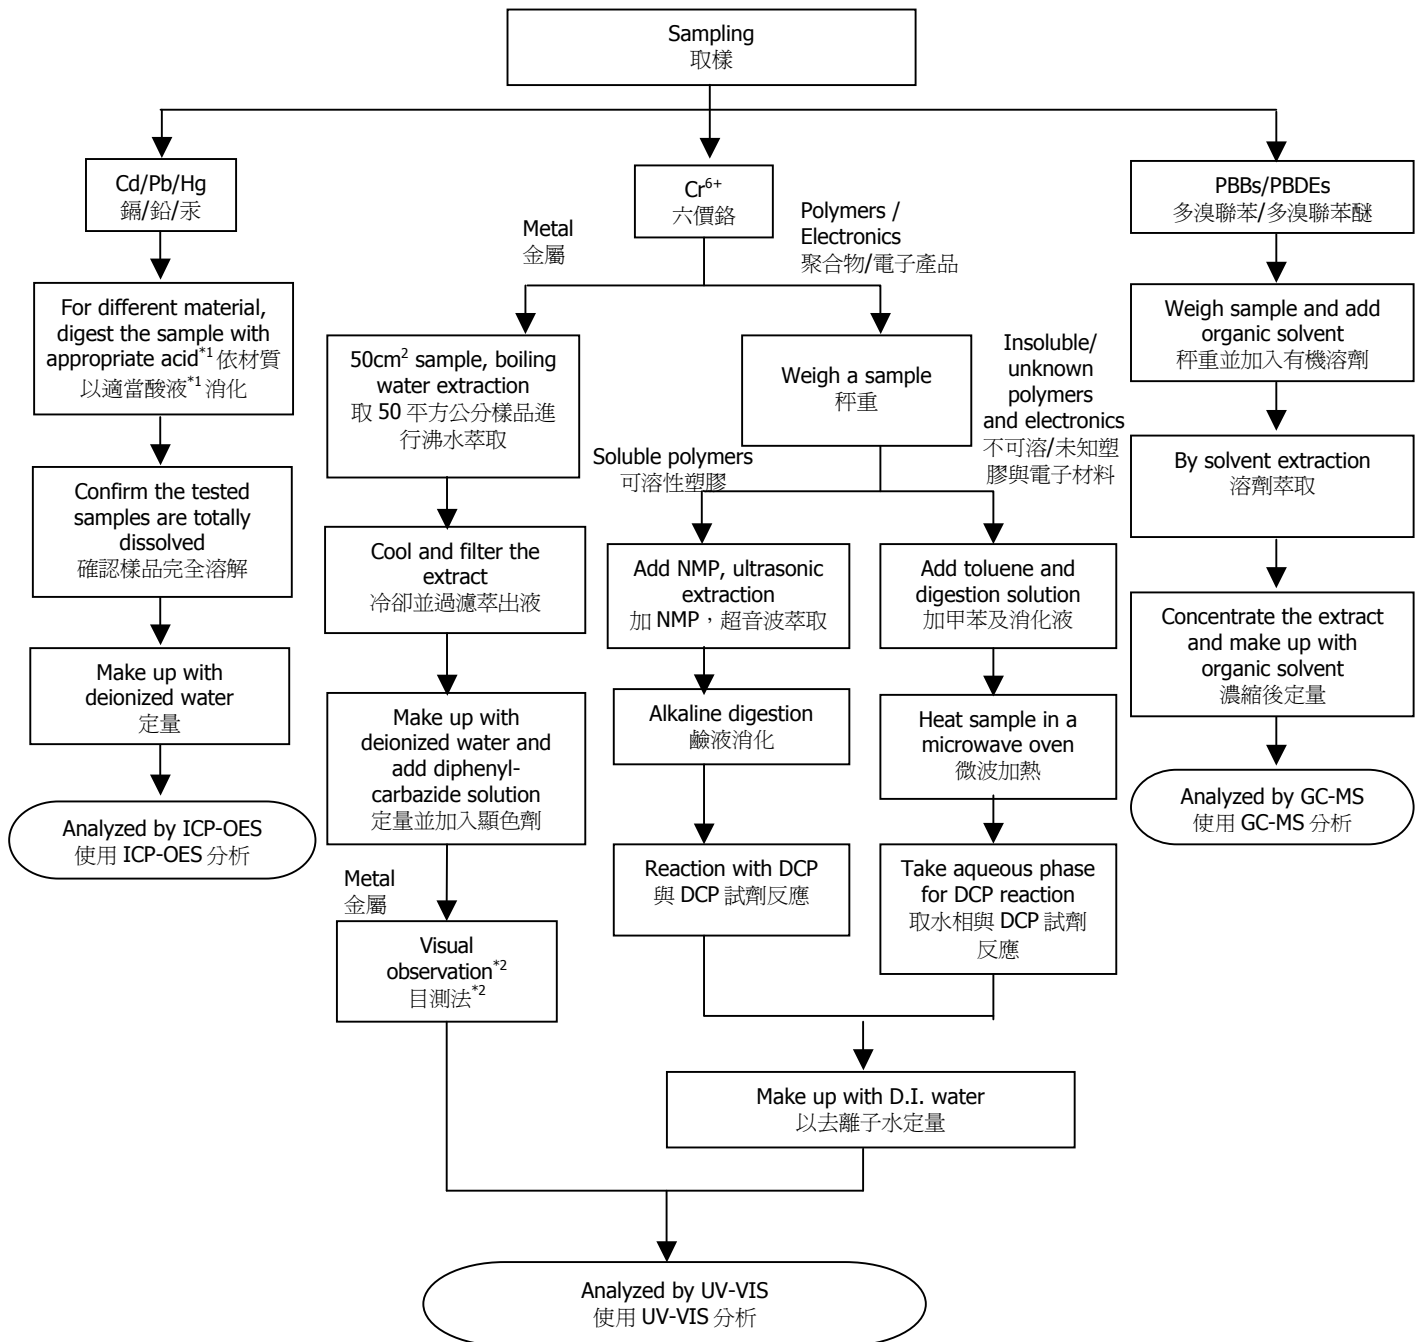 Sampling
取樣
Cd/Pb/Hg
鎘/鉛/汞
For different material,
digest the sample with
appropriate acid*1 依材質
以適當酸液*1 消化
Confirm the tested
samples are totally
dissolved
確認樣品完全溶解
Make up with
deionized water
定量
Analyzed by ICP-OES
使用 ICP-OES 分析
Cr6+
六價鉻
Metal
金屬
Polymers /
Electronics
聚合物/電子產品
50cm2 sample, boiling
water extraction
取 50 平方公分樣品進
行沸水萃取
Cool and filter the
extract
冷卻並過濾萃出液
Make up with
deionized water and
add diphenyl-
carbazide solution
定量並加入顯色劑
Metal
金屬
Visual
observation*2
目測法*2
Weigh a sample
秤重
Soluble polymers
可溶性塑膠
Insoluble/
unknown
polymers
and electronics
不可溶/未知塑
膠與電子材料
Add NMP, ultrasonic
extraction
加 NMP，超音波萃取
Alkaline digestion
鹼液消化
Reaction with DCP
與 DCP 試劑反應
Add toluene and
digestion solution
加甲苯及消化液
Heat sample in a
microwave oven
微波加熱
Take aqueous phase
for DCP reaction
取水相與 DCP 試劑
反應
Make up with D.I. water
以去離子水定量
Analyzed by UV-VIS
使用 UV-VIS 分析
PBBs/PBDEs
多溴聯苯/多溴聯苯醚
Weigh sample and add
organic solvent
秤重並加入有機溶劑
By solvent extraction
溶劑萃取
Concentrate the extract
and make up with
organic solvent
濃縮後定量
Analyzed by GC-MS
使用 GC-MS 分析